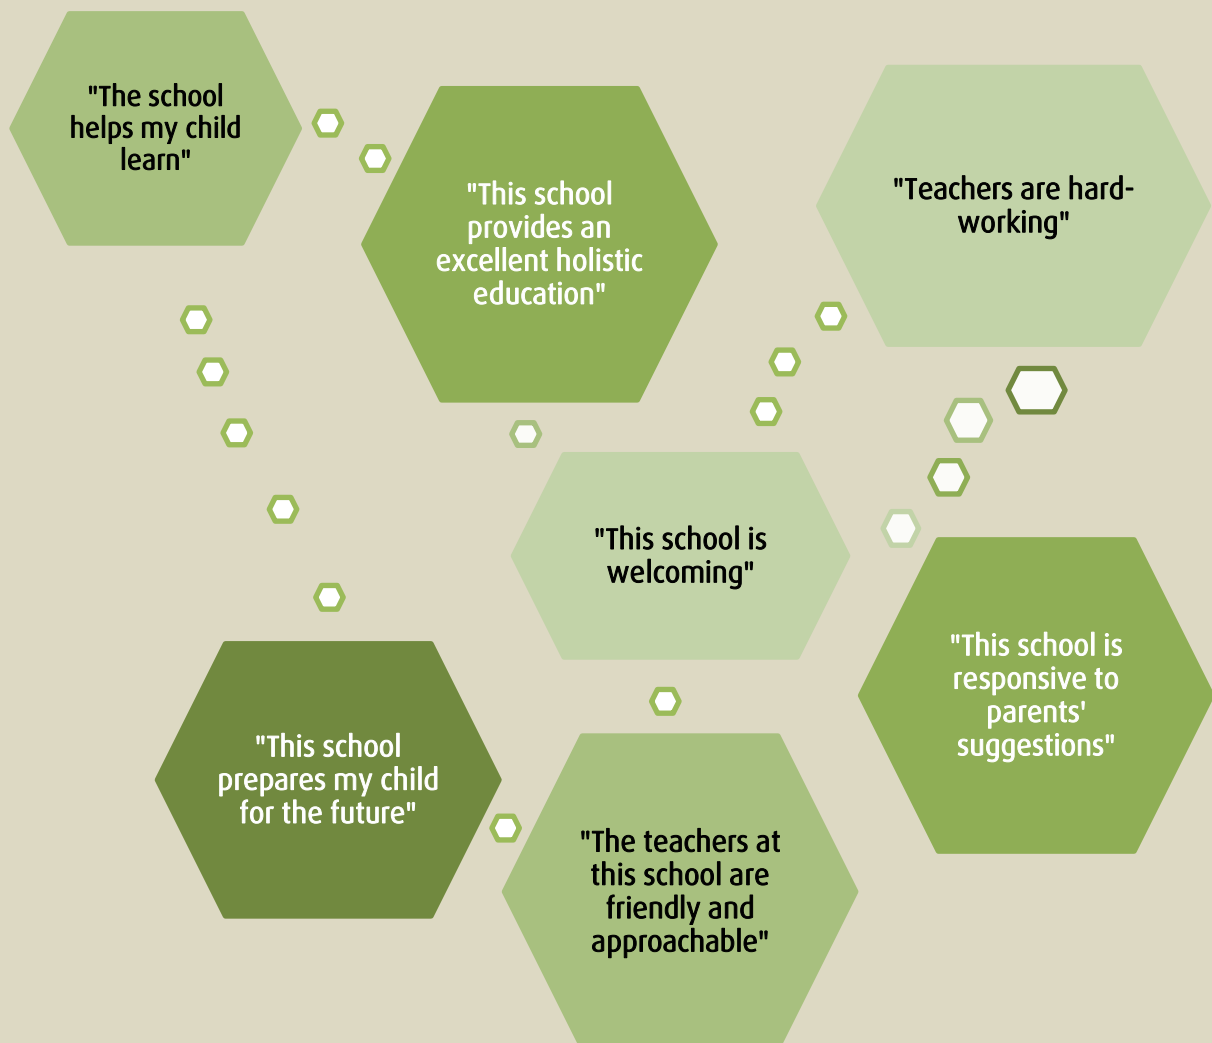 "The school
helps my child
learn"
"This school
provides an
excellent holistic
education"
"Teachers are hard-
working"
"This school is
welcoming"
"This school is
responsive to
parents'
suggestions"
"This school
prepares my child
for the future"
"The teachers at
this school are
friendly and
approachable"